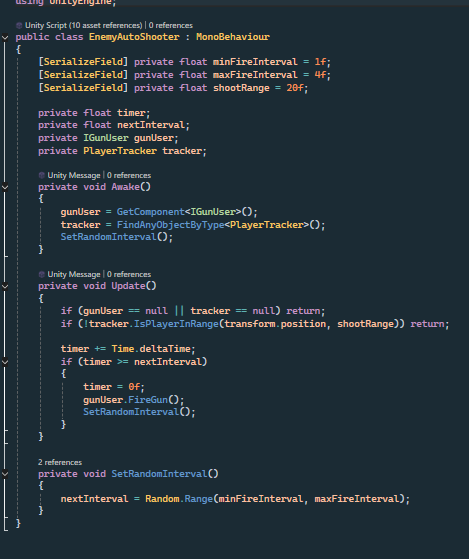 using UnityEngine;
Unity Script (10 asset references) | 0 references
public class EnemyAutoShooter : MonoBehaviour
{
[SerializeField] private float minFireInterval = 1f;
[SerializeField] private float maxFireInterval = 4f;
[SerializeField] private float shootRange = 20f;
private float timer;
private float nextInterval;
private IGunUser gunUser;
private PlayerTracker tracker;
Unity Message | 0 references
private void Awake()
{
gunUser = GetComponent<IGunUser>();
tracker = FindAnyObjectByType<PlayerTracker>();
SetRandomInterval();
}
Unity Message | 0 references
private void Update()
{
if (gunUser == null || tracker == null) return;
if (!tracker.IsPlayerInRange(transform.position, shootRange)) return;
timer += Time.deltaTime;
if (timer >= nextInterval)
{
timer = 0f;
gunUser.FireGun();
SetRandomInterval();
}
}
2 references
private void SetRandomInterval()
{
nextInterval = Random.Range(minFireInterval, maxFireInterval);
}
}